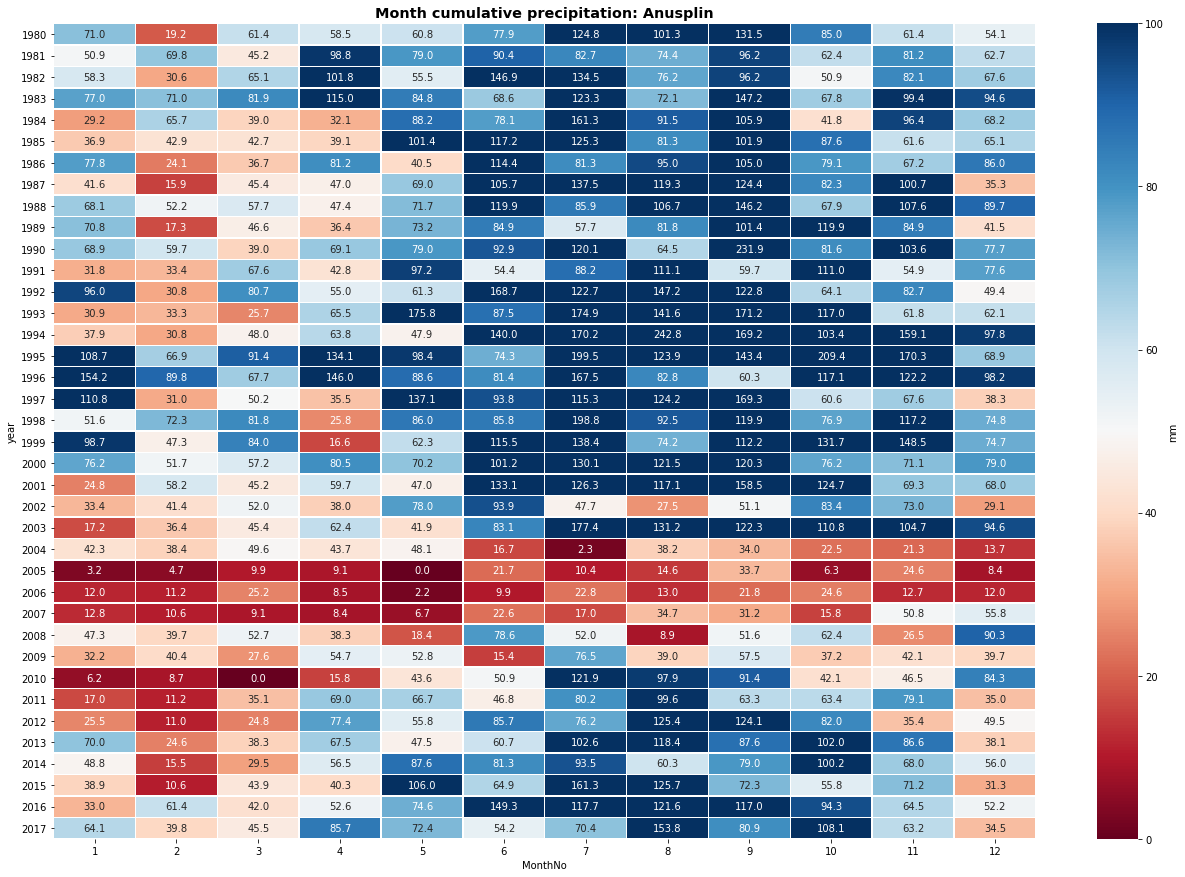 Month cumulative precipitation: Anusplin
1980 71.0 19.2 61.4 58.5 60.8 77.9 124.8 101.3 131.5 85.0 61.4 54.1
1981 50.9 69.8 45.2 98.8 79.0 90.4 82.7 74.4 96.2 62.4 81.2 62.7
1982 58.3 30.6 65.1 101.8 55.5 146.9 134.5 76.2 96.2 50.9 82.1 67.6
1983 77.0 71.0 81.9 115.0 84.8 68.6 123.3 72.1 147.2 67.8 99.4 94.6
1984 29.2 65.7 39.0 32.1 88.2 78.1 161.3 91.5 105.9 41.8 96.4 68.2
1985 36.9 42.9 42.7 39.1 101.4 117.2 125.3 81.3 101.9 87.6 61.6 65.1
1986 77.8 24.1 36.7 81.2 40.5 114.4 81.3 95.0 105.0 79.1 67.2 86.0
1987 41.6 15.9 45.4 47.0 69.0 105.7 137.5 119.3 124.4 82.3 100.7 35.3
1988 68.1 52.2 57.7 47.4 71.7 119.9 85.9 106.7 146.2 67.9 107.6 89.7
1989 70.8 17.3 46.6 36.4 73.2 84.9 57.7 81.8 101.4 119.9 84.9 41.5
1990 68.9 59.7 39.0 69.1 79.0 92.9 120.1 64.5 231.9 81.6 103.6 77.7
1991 31.8 33.4 67.6 42.8 97.2 54.4 88.2 111.1 59.7 111.0 54.9 77.6
1992 96.0 30.8 80.7 55.0 61.3 168.7 122.7 147.2 122.8 64.1 82.7 49.4
1993 30.9 33.3 25.7 65.5 175.8 87.5 174.9 141.6 171.2 117.0 61.8 62.1
1994 37.9 30.8 48.0 63.8 47.9 140.0 170.2 242.8 169.2 103.4 159.1 97.8
1995 108.7 66.9 91.4 134.1 98.4 74.3 199.5 123.9 143.4 209.4 170.3 68.9
1996 154.2 89.8 67.7 146.0 88.6 81.4 167.5 82.8 60.3 117.1 122.2 98.2
1997 110.8 31.0 50.2 35.5 137.1 93.8 115.3 124.2 169.3 60.6 67.6 38.3
1998 51.6 72.3 81.8 25.8 86.0 85.8 198.8 92.5 119.9 76.9 117.2 74.8
1999 98.7 47.3 84.0 16.6 62.3 115.5 138.4 74.2 112.2 131.7 148.5 74.7
2000 76.2 51.7 57.2 80.5 70.2 101.2 130.1 121.5 120.3 76.2 71.1 79.0
2001 24.8 58.2 45.2 59.7 47.0 133.1 126.3 117.1 158.5 124.7 69.3 68.0
2002 33.4 41.4 52.0 38.0 78.0 93.9 47.7 27.5 51.1 83.4 73.0 29.1
2003 17.2 36.4 45.4 62.4 41.9 83.1 177.4 131.2 122.3 110.8 104.7 94.6
2004 42.3 38.4 49.6 43.7 48.1 16.7 2.3 38.2 34.0 22.5 21.3 13.7
2005 3.2 4.7 9.9 9.1 0.0 21.7 10.4 14.6 33.7 6.3 24.6 8.4
2006 12.0 11.2 25.2 8.5 2.2 9.9 22.8 13.0 21.8 24.6 12.7 12.0
2007 12.8 10.6 9.1 8.4 6.7 22.6 17.0 34.7 31.2 15.8 50.8 55.8
2008 47.3 39.7 52.7 38.3 18.4 78.6 52.0 8.9 51.6 62.4 26.5 90.3
2009 32.2 40.4 27.6 54.7 52.8 15.4 76.5 39.0 57.5 37.2 42.1 39.7
2010 6.2 8.7 0.0 15.8 43.6 50.9 121.9 97.9 91.4 42.1 46.5 84.3
2011 17.0 11.2 35.1 69.0 66.7 46.8 80.2 99.6 63.3 63.4 79.1 35.0
2012 25.5 11.0 24.8 77.4 55.8 85.7 76.2 125.4 124.1 82.0 35.4 49.5
2013 70.0 24.6 38.3 67.5 47.5 60.7 102.6 118.4 87.6 102.0 86.6 38.1
2014 48.8 15.5 29.5 56.5 87.6 81.3 93.5 60.3 79.0 100.2 68.0 56.0
2015 38.9 10.6 43.9 40.3 106.0 64.9 161.3 125.7 72.3 55.8 71.2 31.3
2016 33.0 61.4 42.0 52.6 74.6 149.3 117.7 121.6 117.0 94.3 64.5 52.2
2017 64.1 39.8 45.5 85.7 72.4 54.2 70.4 153.8 80.9 108.1 63.2 34.5
1 2 3 4 5 6 7 8 9 10 11 12
MonthNo
year
100
80
60
40
20
0
mm